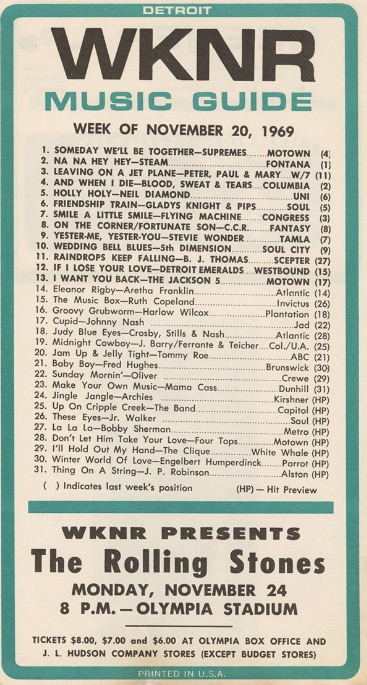 DETROIT
WKNR
MUSIC GUIDE
WEEK OF NOVEMBER 20, 1969
1. SOMEDAY WE'LL BE TOGETHER—SUPREMES......MOTOWN (4)
2. NA NA HEY HEY—STEAM......FONTANA (1)
3. LEAVING ON A JET PLANE—PETER, PAUL & MARY...W/7 (11)
4. AND WHEN I DIE—BLOOD, SWEAT & TEARS......COLUMBIA (2)
5. HOLLY HOLY—NEIL DIAMOND......UNI (6)
6. FRIENDSHIP TRAIN—GLADYS KNIGHT & PIPS......SOUL (5)
7. SMILE A LITTLE SMILE—FLYING MACHINE......CONGRESS (3)
8. ON THE CORNER/FORTUNATE SON—C.C.R.......FANTASY (8)
9. YESTER-ME, YESTER-YOU—STEVIE WONDER......TAMLA (7)
10. WEDDING BELL BLUES—5th DIMENSION......SOUL CITY (9)
11. RAINDROPS KEEP FALLING—B. J. THOMAS......SCEPTER (27)
12. IF I LOSE YOUR LOVE—DETROIT EMERALDS...WESTBOUND (15)
13. I WANT YOU BACK—THE JACKSON 5......MOTOWN (17)
14. Eleanor Rigby—Aretha Franklin......Atlantic (14)
15. The Music Box—Ruth Copeland......Invictus (26)
16. Groovy Grubworm—Harlow Wilcox......Plantation (18)
17. Cupid—Johnny Nash......Jad (22)
18. Judy Blue Eyes—Crosby, Stills & Nash......Atlantic (28)
19. Midnight Cowboy—J. Barry/Ferrante & Teicher...Col./U.A. (25)
20. Jam Up & Jelly Tight—Tommy Roe......ABC (21)
21. Baby Boy—Fred Hughes......Brunswick (30)
22. Sunday Mornin'—Oliver ......Crewe (29)
23. Make Your Own Music—Mama Cass......Dunhill (31)
24. Jingle Jangle—Archies ......Kirshner (HP)
25. Up On Cripple Creek—The Band......Capitol (HP)
26. These Eyes—Jr. Walker ......Soul (HP)
27. La La La—Bobby Sherman......Metro (HP)
28. Don't Let Him Take Your Love—Four Tops......Motown (HP)
29. I'll Hold Out My Hand—The Clique......White Whale (HP)
30. Winter World Of Love—Engelbert Humperdinck......Parrot (HP)
31. Thing On A String—J. P. Robinson......Alston (HP)
( ) Indicates last week's position (HP) — Hit Preview
WKNR PRESENTS
The Rolling Stones
MONDAY, NOVEMBER 24
8 P.M. — OLYMPIA STADIUM
TICKETS $8.00, $7.00 and $6.00 AT OLYMPIA BOX OFFICE AND
J. L. HUDSON COMPANY STORES (EXCEPT BUDGET STORES)
PRINTED IN U.S.A.